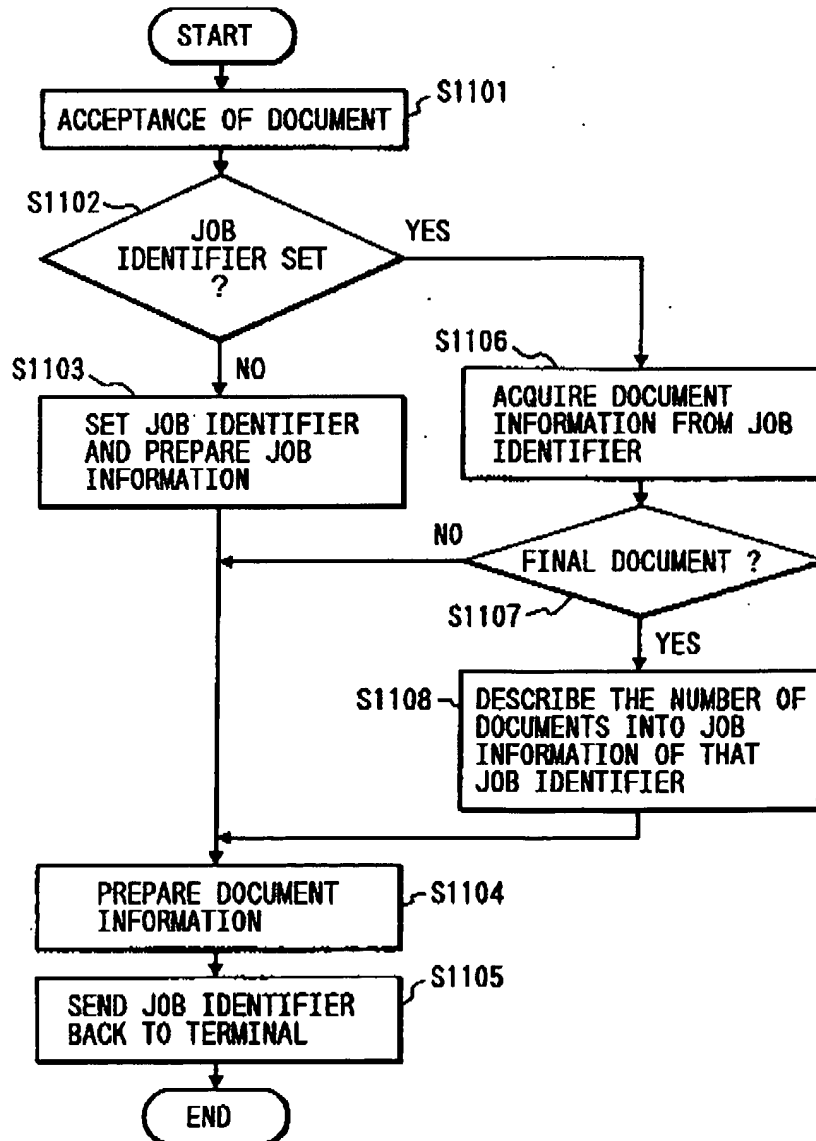 START
S1101
ACCEPTANCE OF DOCUMENT
S1102
JOB
IDENTIFIER SET
?
YES
NO
S1103
SET JOB IDENTIFIER
AND PREPARE JOB
INFORMATION
S1106
ACQUIRE DOCUMENT
INFORMATION FROM JOB
IDENTIFIER
NO
FINAL DOCUMENT ?
S1107
YES
S1108
DESCRIBE THE NUMBER OF
DOCUMENTS INTO JOB
INFORMATION OF THAT
JOB IDENTIFIER
PREPARE DOCUMENT
INFORMATION
S1104
SEND JOB IDENTIFIER
BACK TO TERMINAL
S1105
END